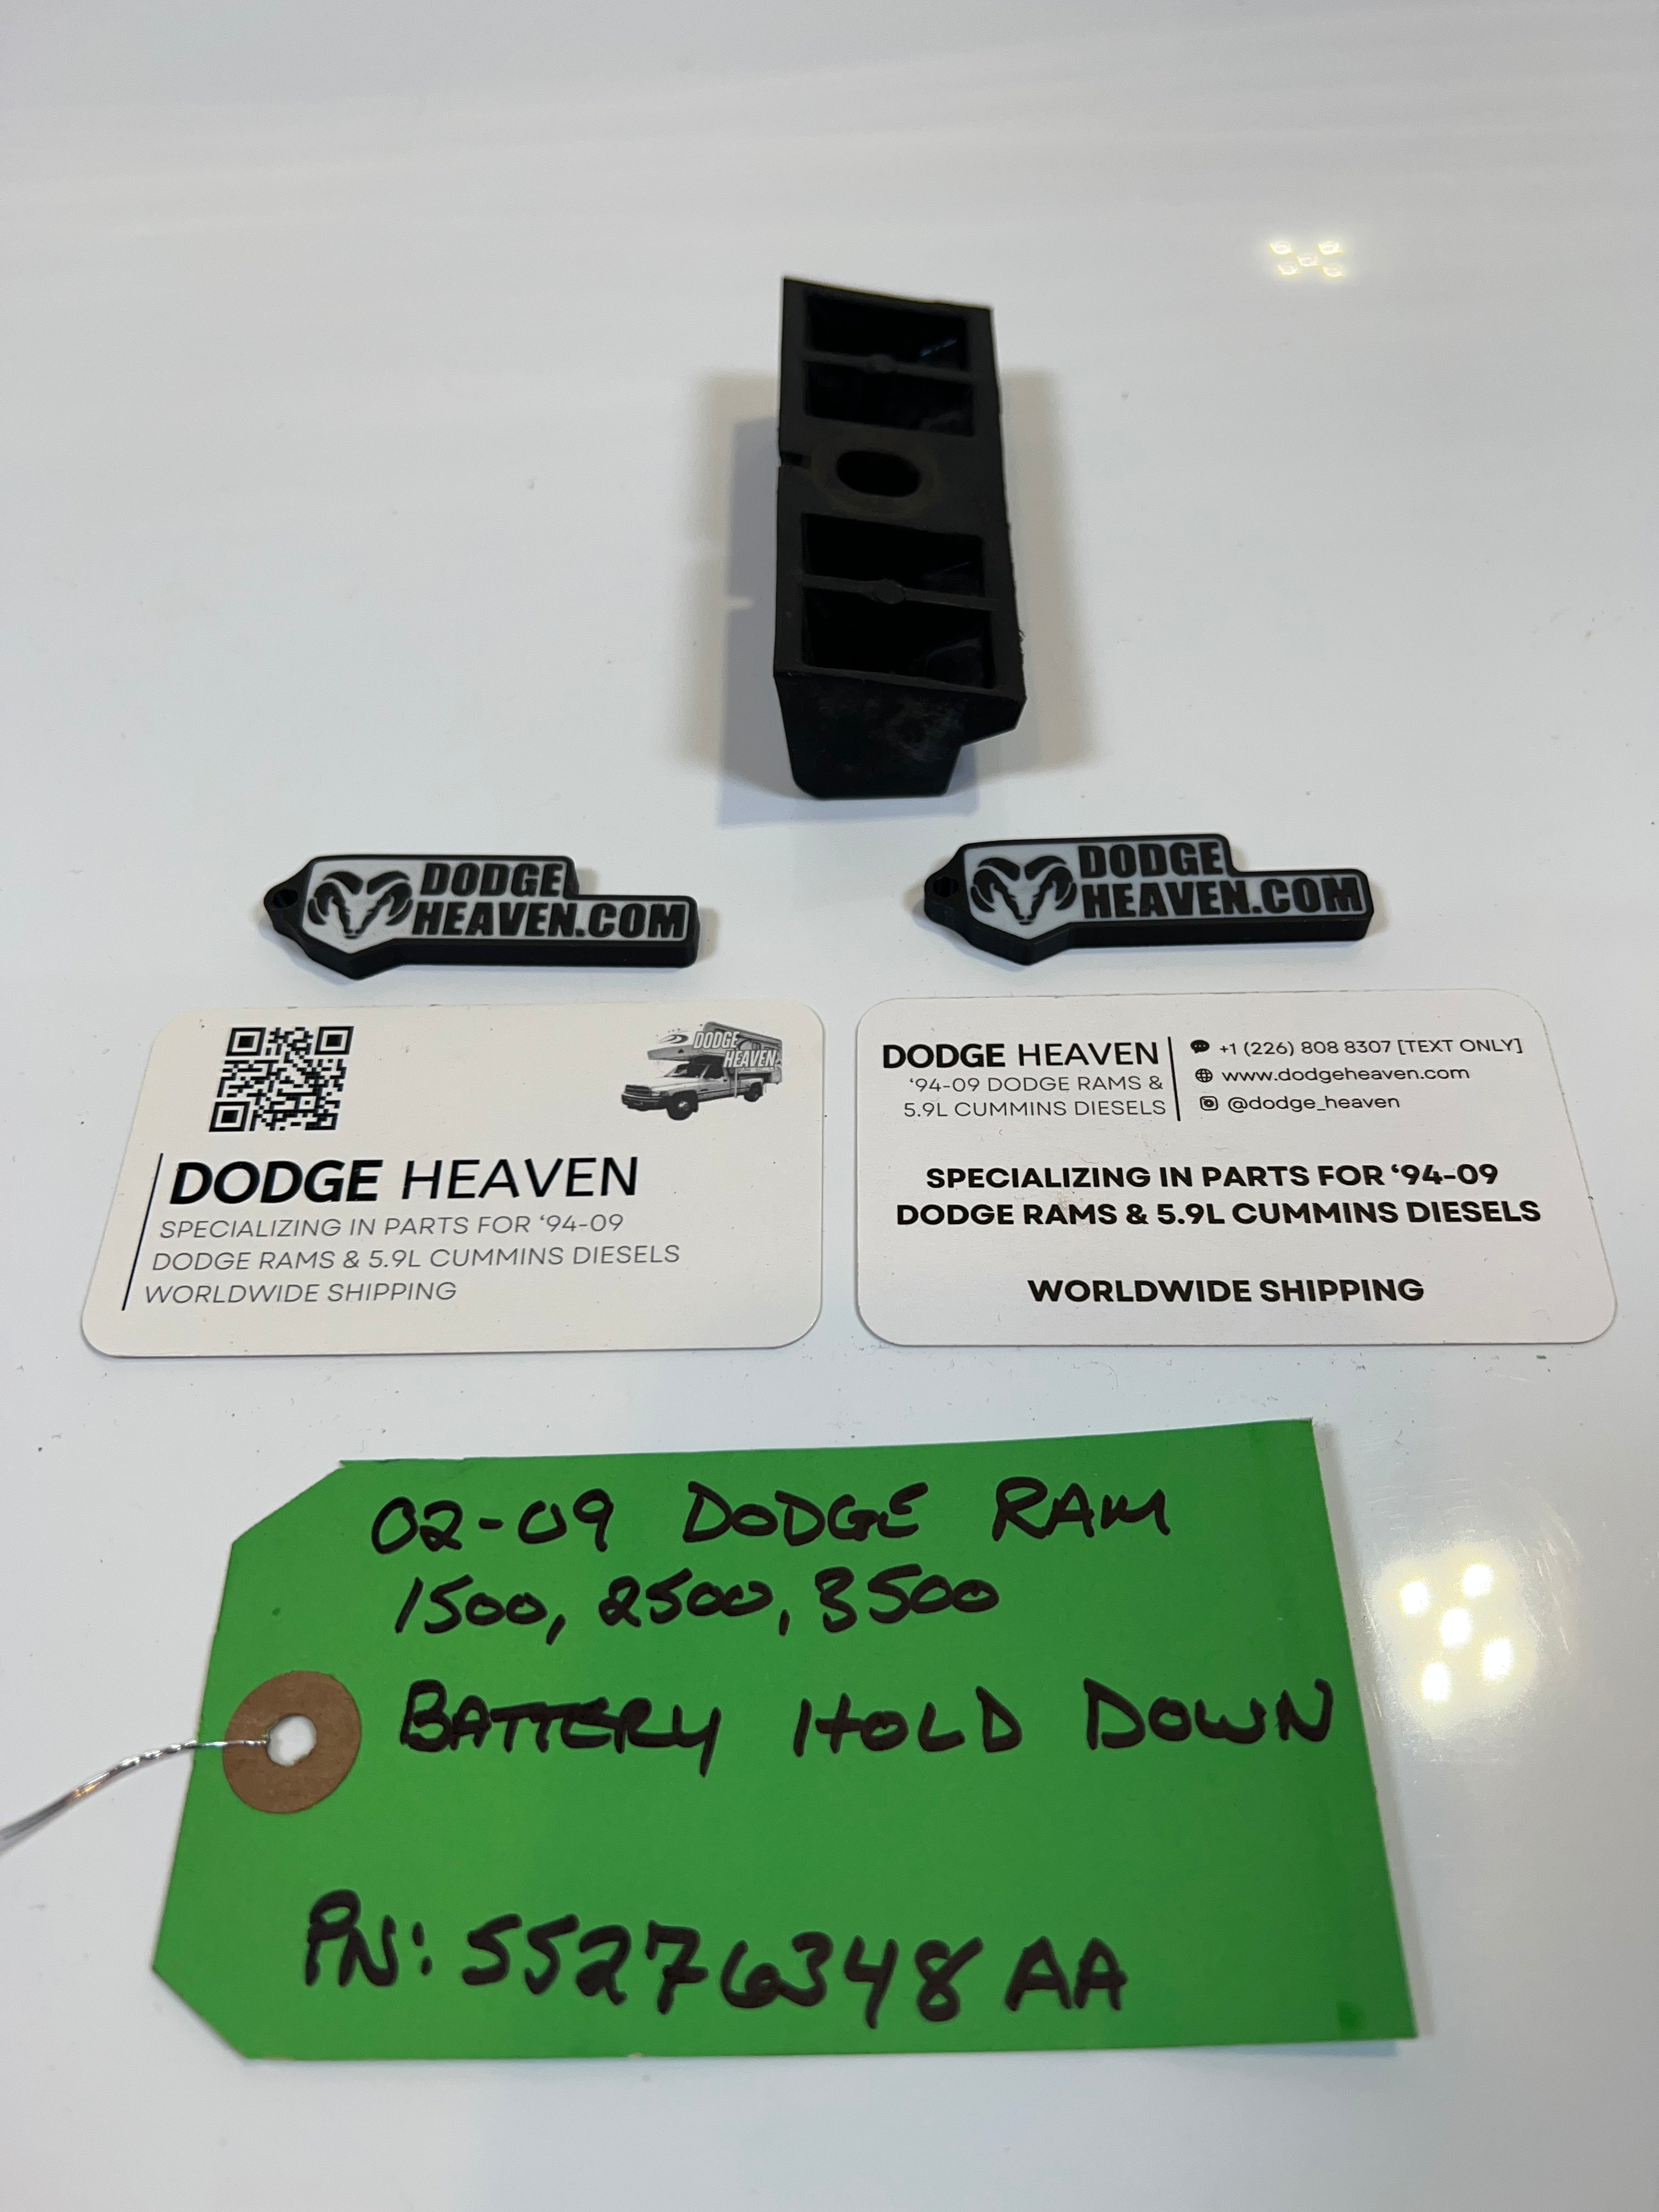 DODGE
HEAVEN.COM
DODGE
HEAVEN.COM
DODGE
HEAVEN
DODGE HEAVEN
SPECIALIZING IN PARTS FOR ‘94-09
DODGE RAMS & 5.9L CUMMINS DIESELS
WORLDWIDE SHIPPING
DODGE HEAVEN
‘94-09 DODGE RAMS &
5.9L CUMMINS DIESELS
+1 (226) 808 8307 [TEXT ONLY]
www.dodgeheaven.com
@dodge_heaven
SPECIALIZING IN PARTS FOR ‘94-09
DODGE RAMS & 5.9L CUMMINS DIESELS
WORLDWIDE SHIPPING
02-09 DODGE RAM
1500, 2500, 3500
BATTERY HOLD DOWN
PN: 55276348AA